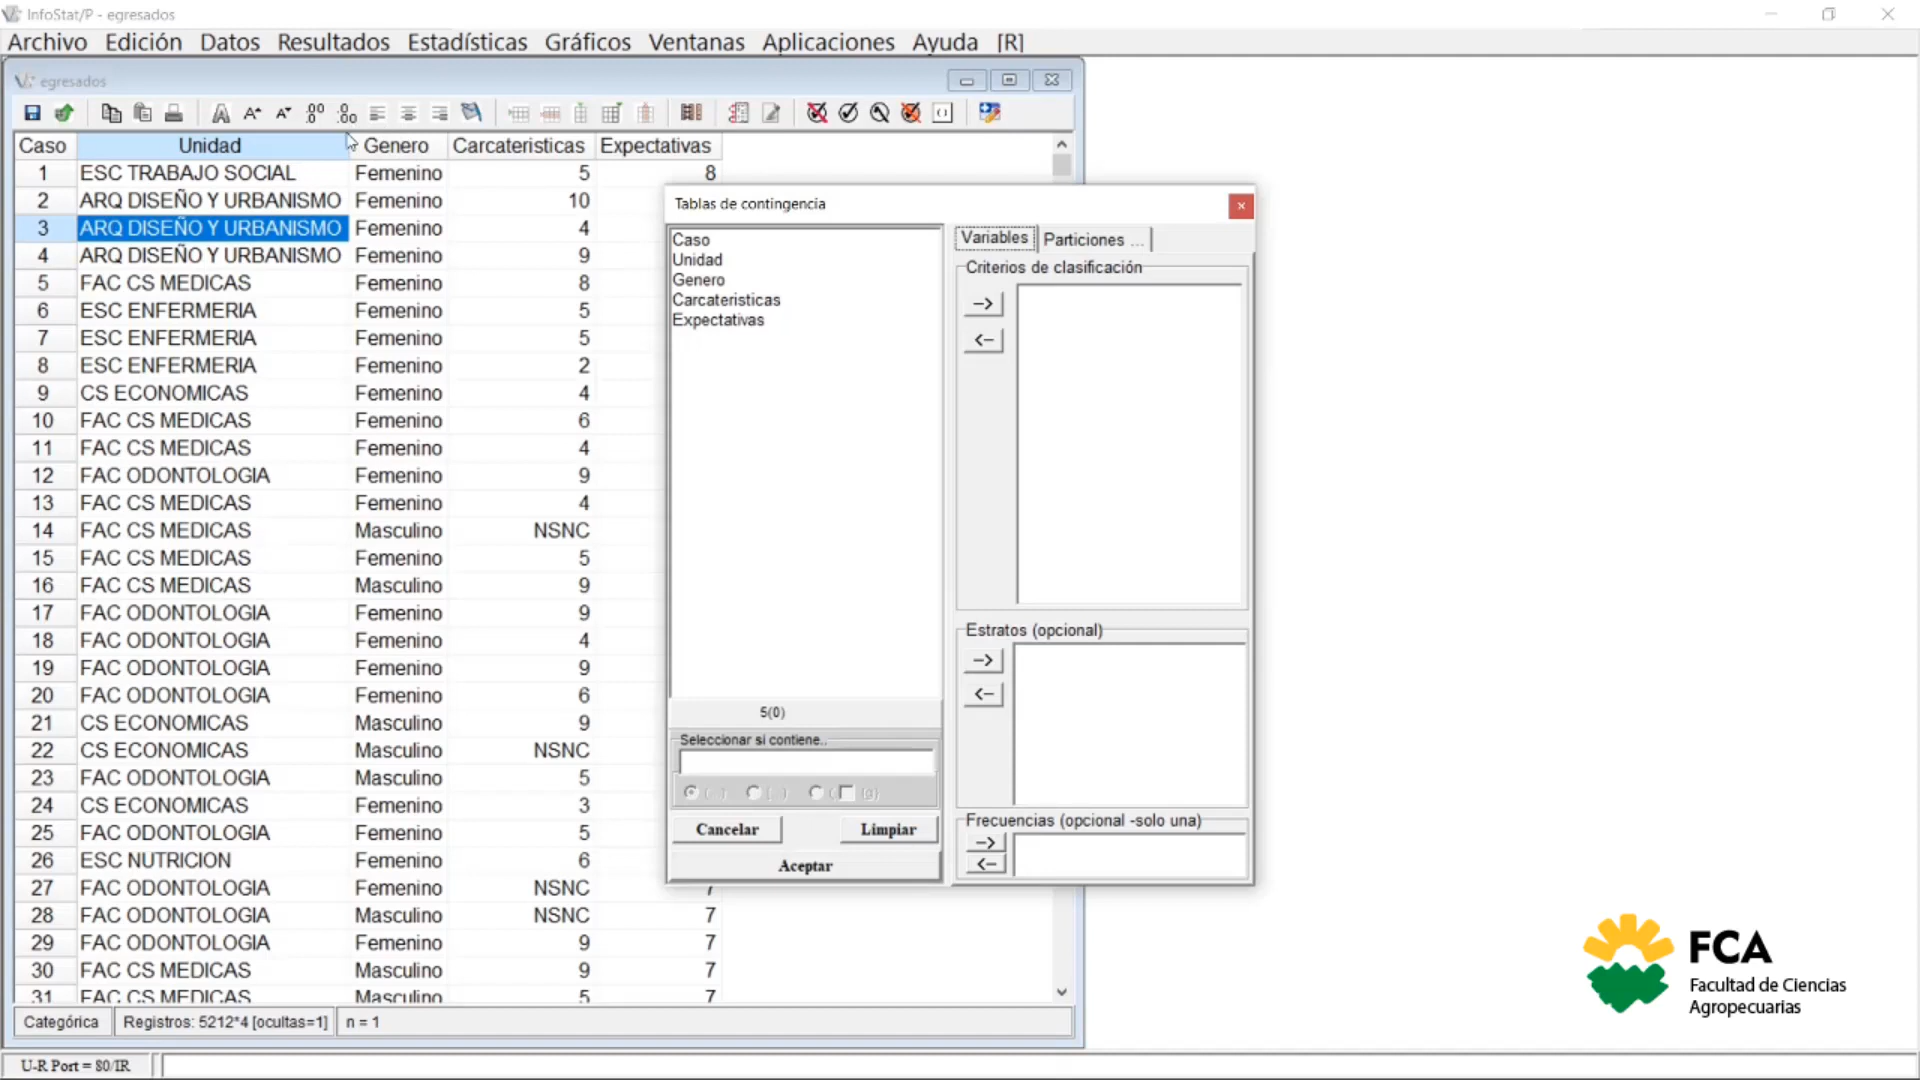 InfoStat/P - egresados
Archivo Edición Datos Resultados Estadísticas Gráficos Ventanas Aplicaciones Ayuda [R]
egresados
Caso Unidad Genero Carcateristicas Expectativas
1 ESC TRABAJO SOCIAL Femenino 5 8
2 ARQ DISEÑO Y URBANISMO Femenino 10
3 ARQ DISEÑO Y URBANISMO Femenino 4
4 ARQ DISEÑO Y URBANISMO Femenino 9
5 FAC CS MEDICAS Femenino 8
6 ESC ENFERMERIA Femenino 5
7 ESC ENFERMERIA Femenino 5
8 ESC ENFERMERIA Femenino 2
9 CS ECONOMICAS Femenino 4
10 FAC CS MEDICAS Femenino 6
11 FAC CS MEDICAS Femenino 4
12 FAC ODONTOLOGIA Femenino 9
13 FAC CS MEDICAS Femenino 4
14 FAC CS MEDICAS Masculino NSNC
15 FAC CS MEDICAS Femenino 5
16 FAC CS MEDICAS Masculino 9
17 FAC ODONTOLOGIA Femenino 9
18 FAC ODONTOLOGIA Femenino 4
19 FAC ODONTOLOGIA Femenino 9
20 FAC ODONTOLOGIA Femenino 6
21 CS ECONOMICAS Masculino 9
22 CS ECONOMICAS Masculino NSNC
23 FAC ODONTOLOGIA Masculino 5
24 CS ECONOMICAS Femenino 3
25 FAC ODONTOLOGIA Femenino 5
26 ESC NUTRICION Femenino 6
27 FAC ODONTOLOGIA Femenino NSNC 7
28 FAC ODONTOLOGIA Masculino NSNC 7
29 FAC ODONTOLOGIA Femenino 9 7
30 FAC CS MEDICAS Masculino 9 7
31 FAC CS MEDICAS Masculino 5 7
Categórica Registros: 5212*4 [ocultas=1] n = 1
U-R Port = 80/IR
Tablas de contingencia
Caso
Unidad
Genero
Carcateristicas
Expectativas
5(0)
Seleccionar si contiene..
Cancelar Limpiar
Aceptar
Variables Particiones ...
Criterios de clasificación
-->
<--
Estratos (opcional)
-->
<--
Frecuencias (opcional -solo una)
-->
<--
FCA
Facultad de Ciencias
Agropecuarias